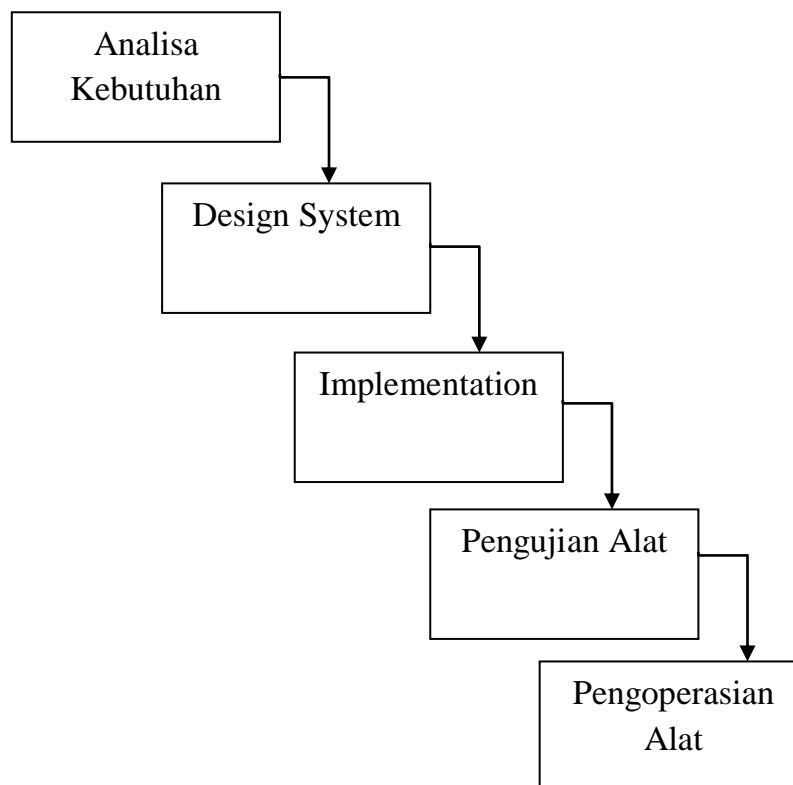 Analisa
Kebutuhan
Design System
Implementation
Pengujian Alat
Pengoperasian
Alat